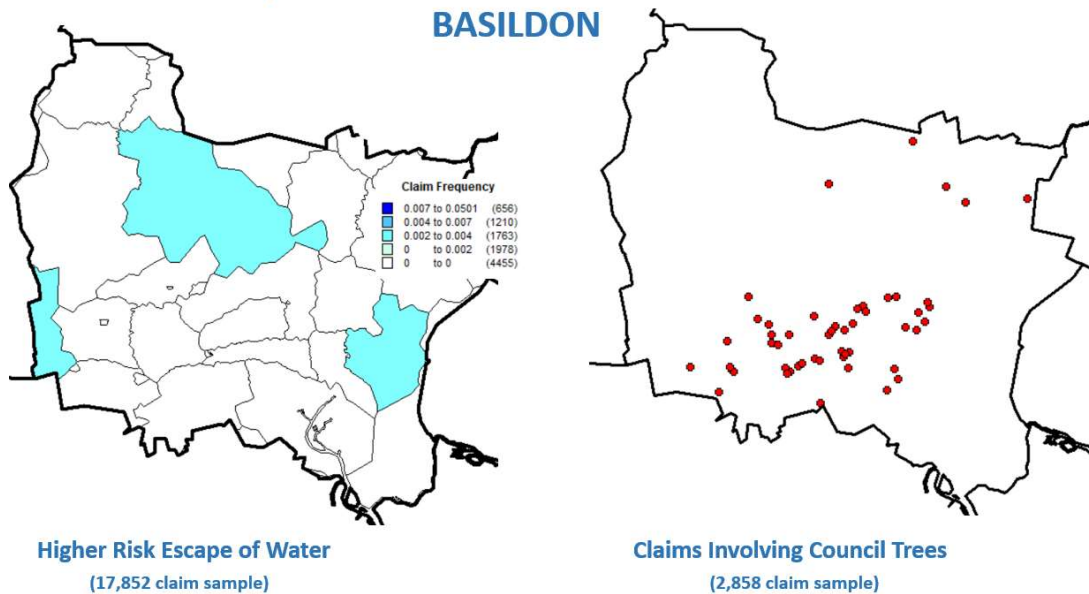 BASILDON
Claim Frequency
0.007 to 0.0501 (656)
0.004 to 0.007 (1210)
0.002 to 0.004 (1763)
0 to 0.002 (1978)
0 to 0 (4455)
Higher Risk Escape of Water
(17,852 claim sample)
Claims Involving Council Trees
(2,858 claim sample)